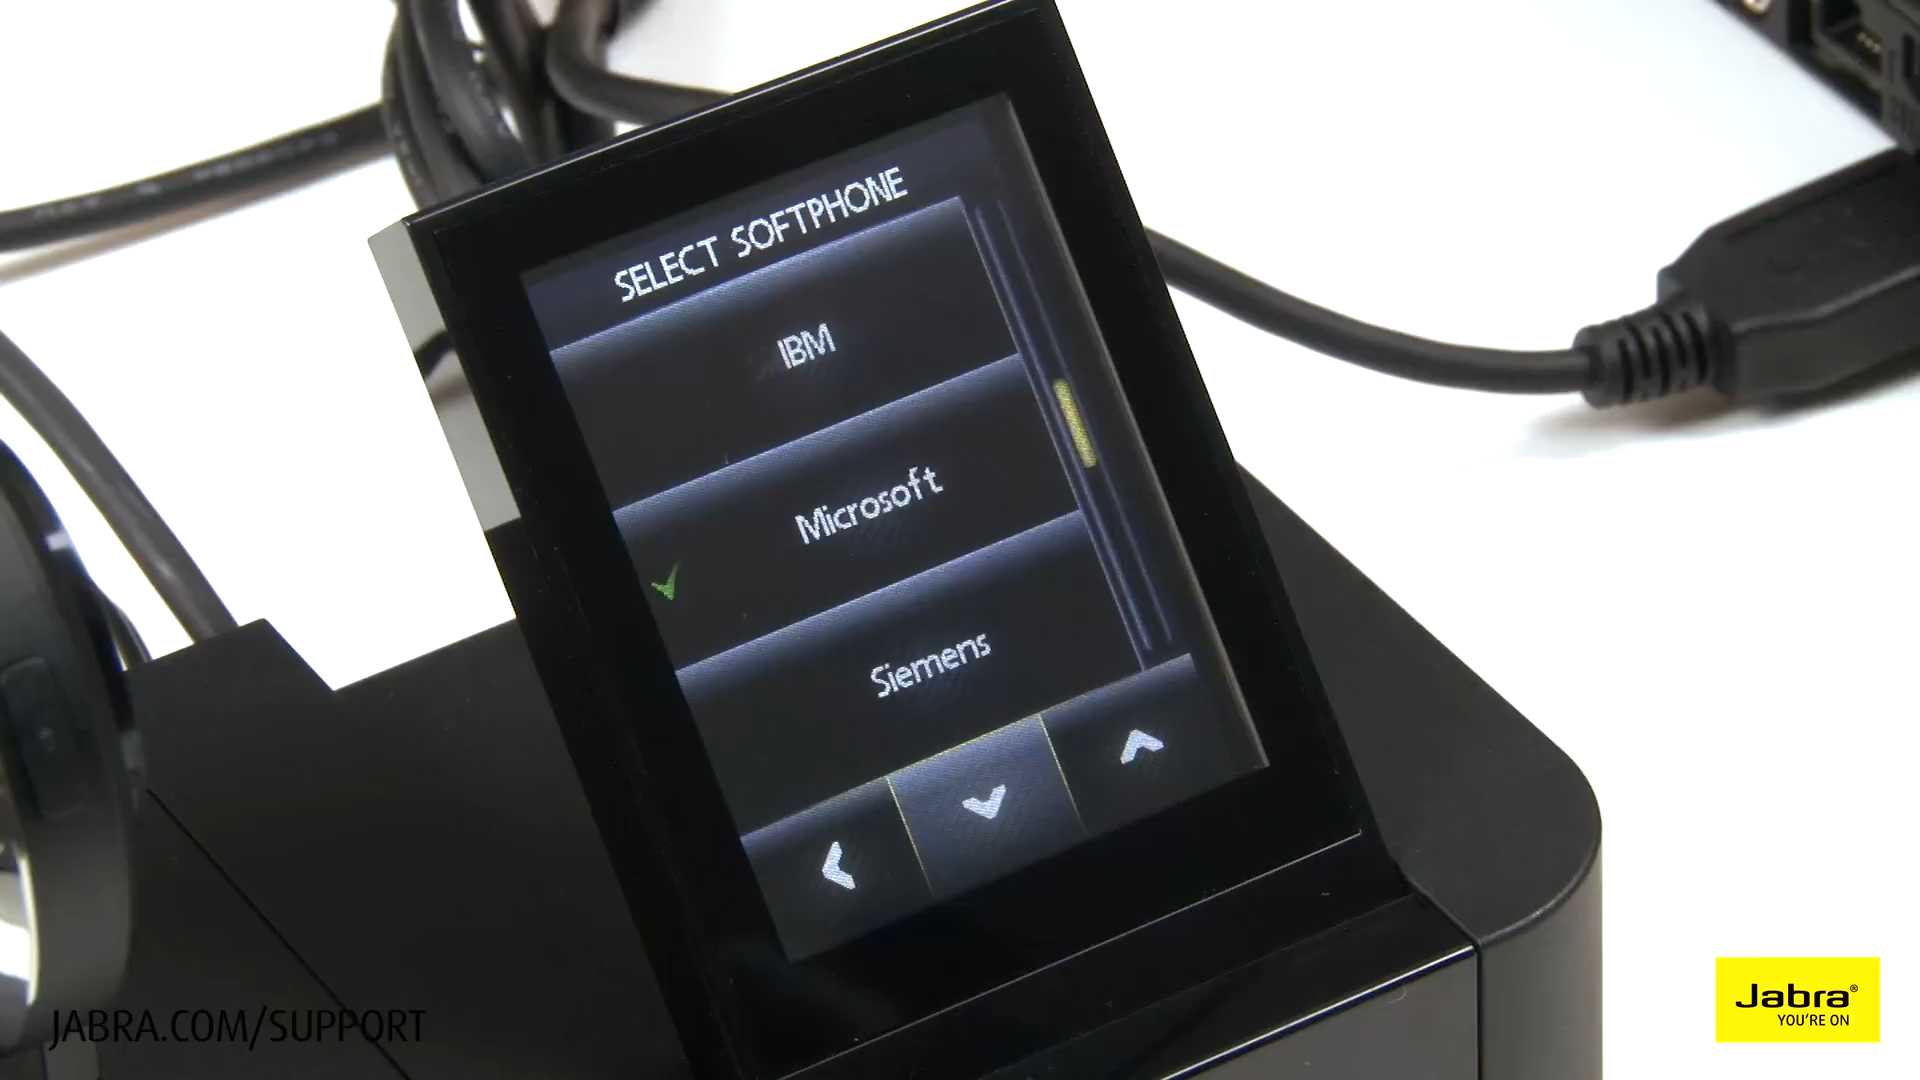 SELECT SOFTPHONE
IBM
Microsoft
Siemens
JABRA.COM/SUPPORT
Jabra®
YOU'RE ON